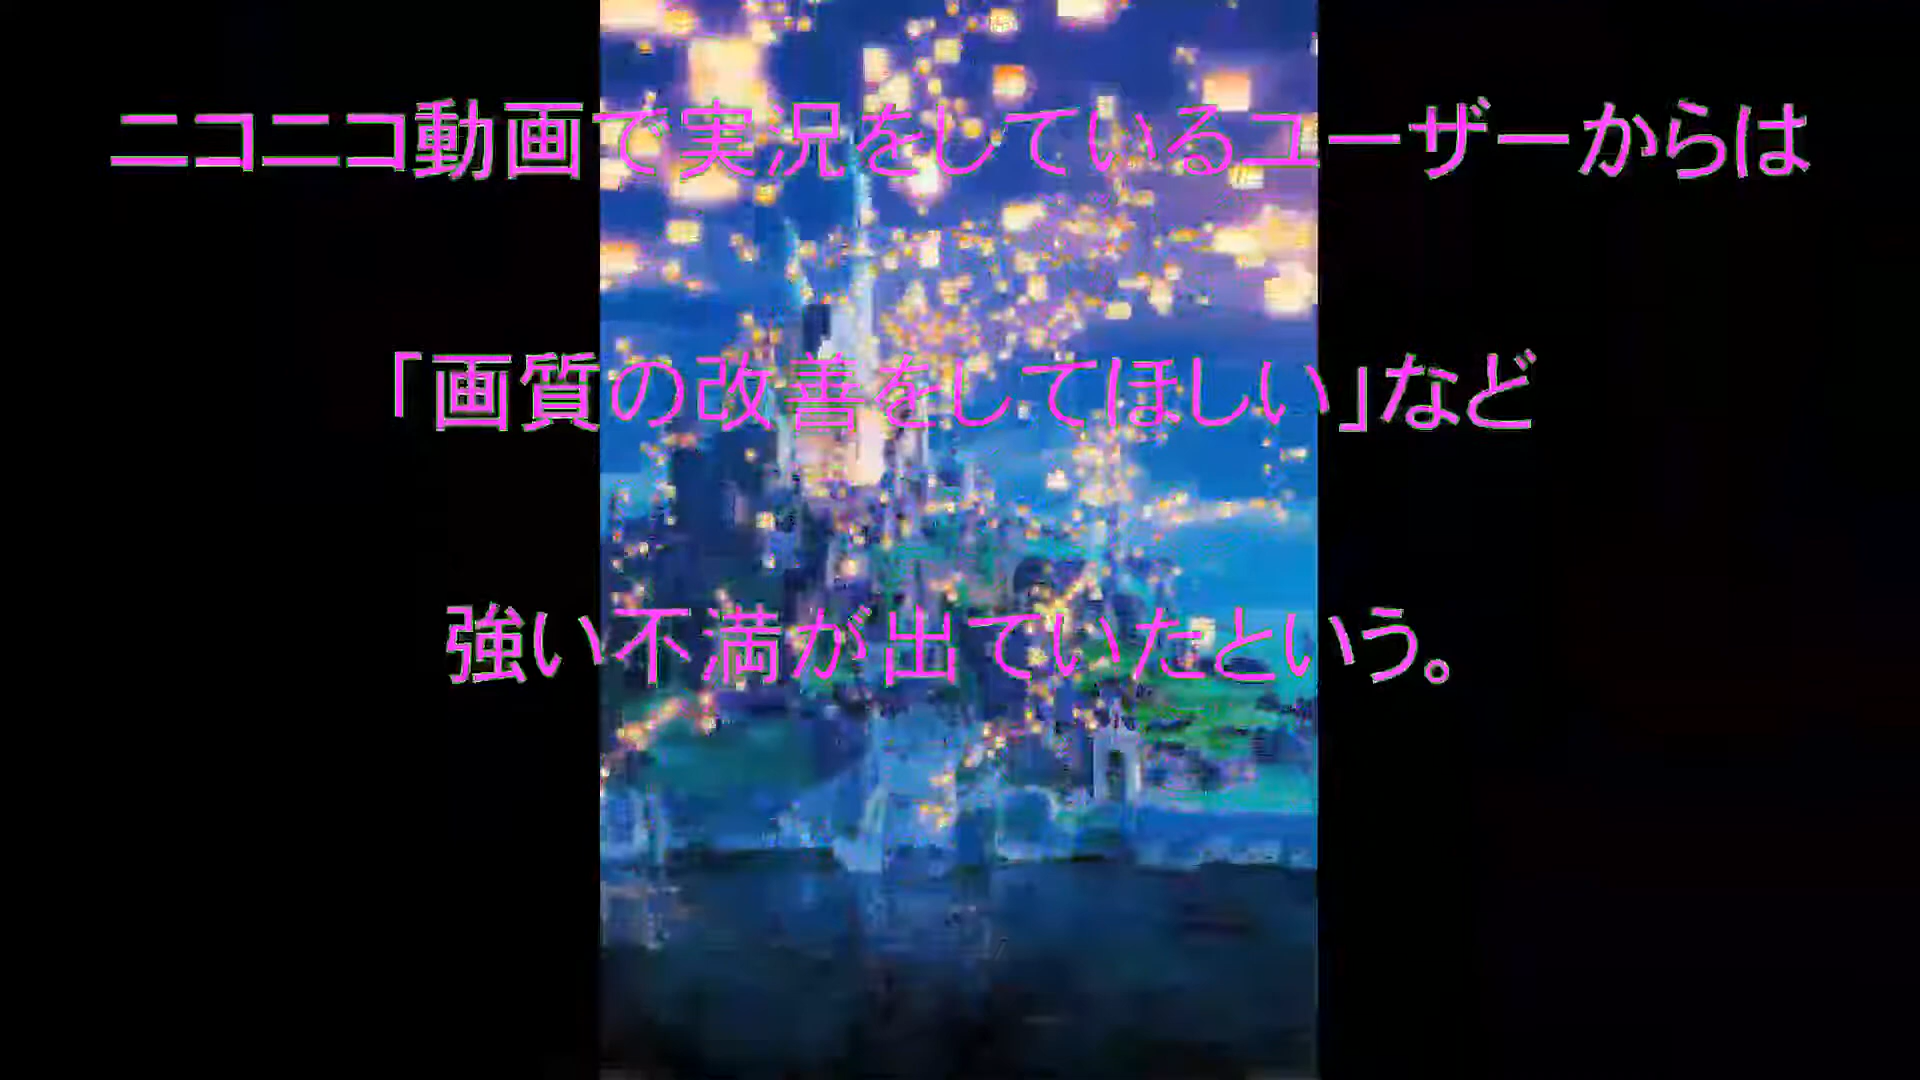 ニコニコ動画で実況をしているユーザーからは
「画質の改善をしてほしい」など
強い不満が出ていたという。